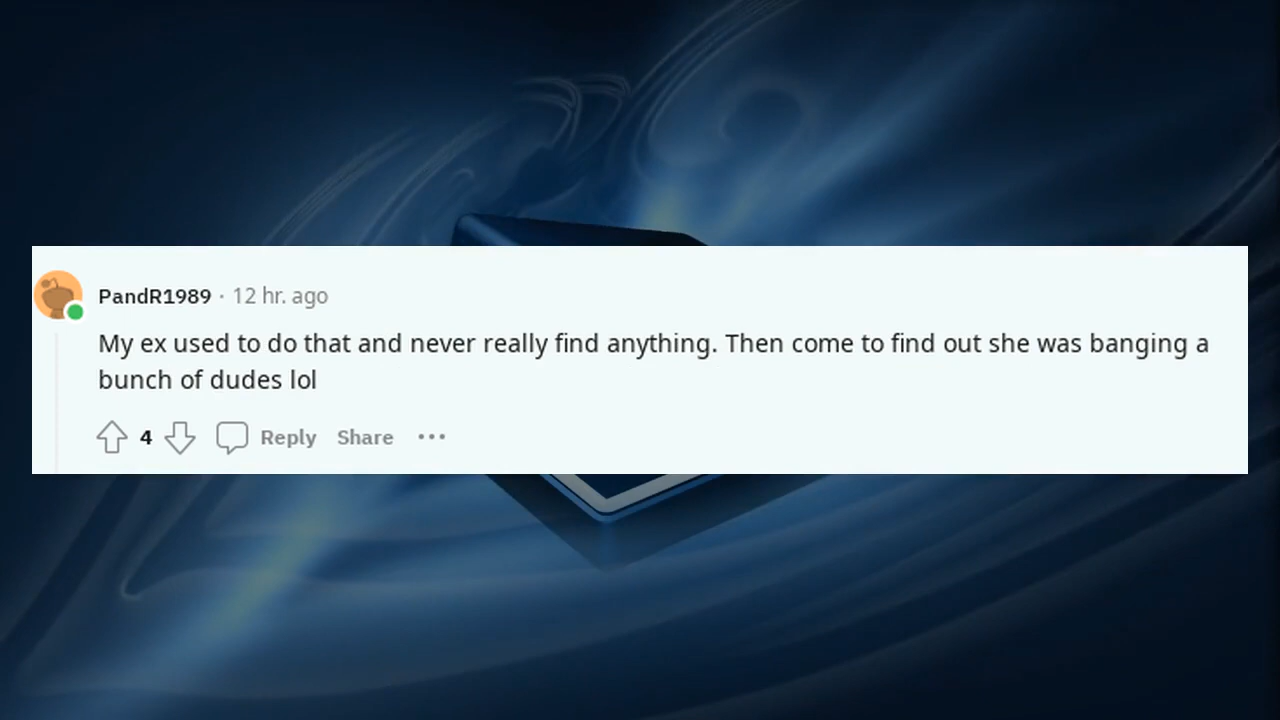 PandR1989 · 12 hr. ago
My ex used to do that and never really find anything. Then come to find out she was banging a
bunch of dudes lol
4 Reply Share ···